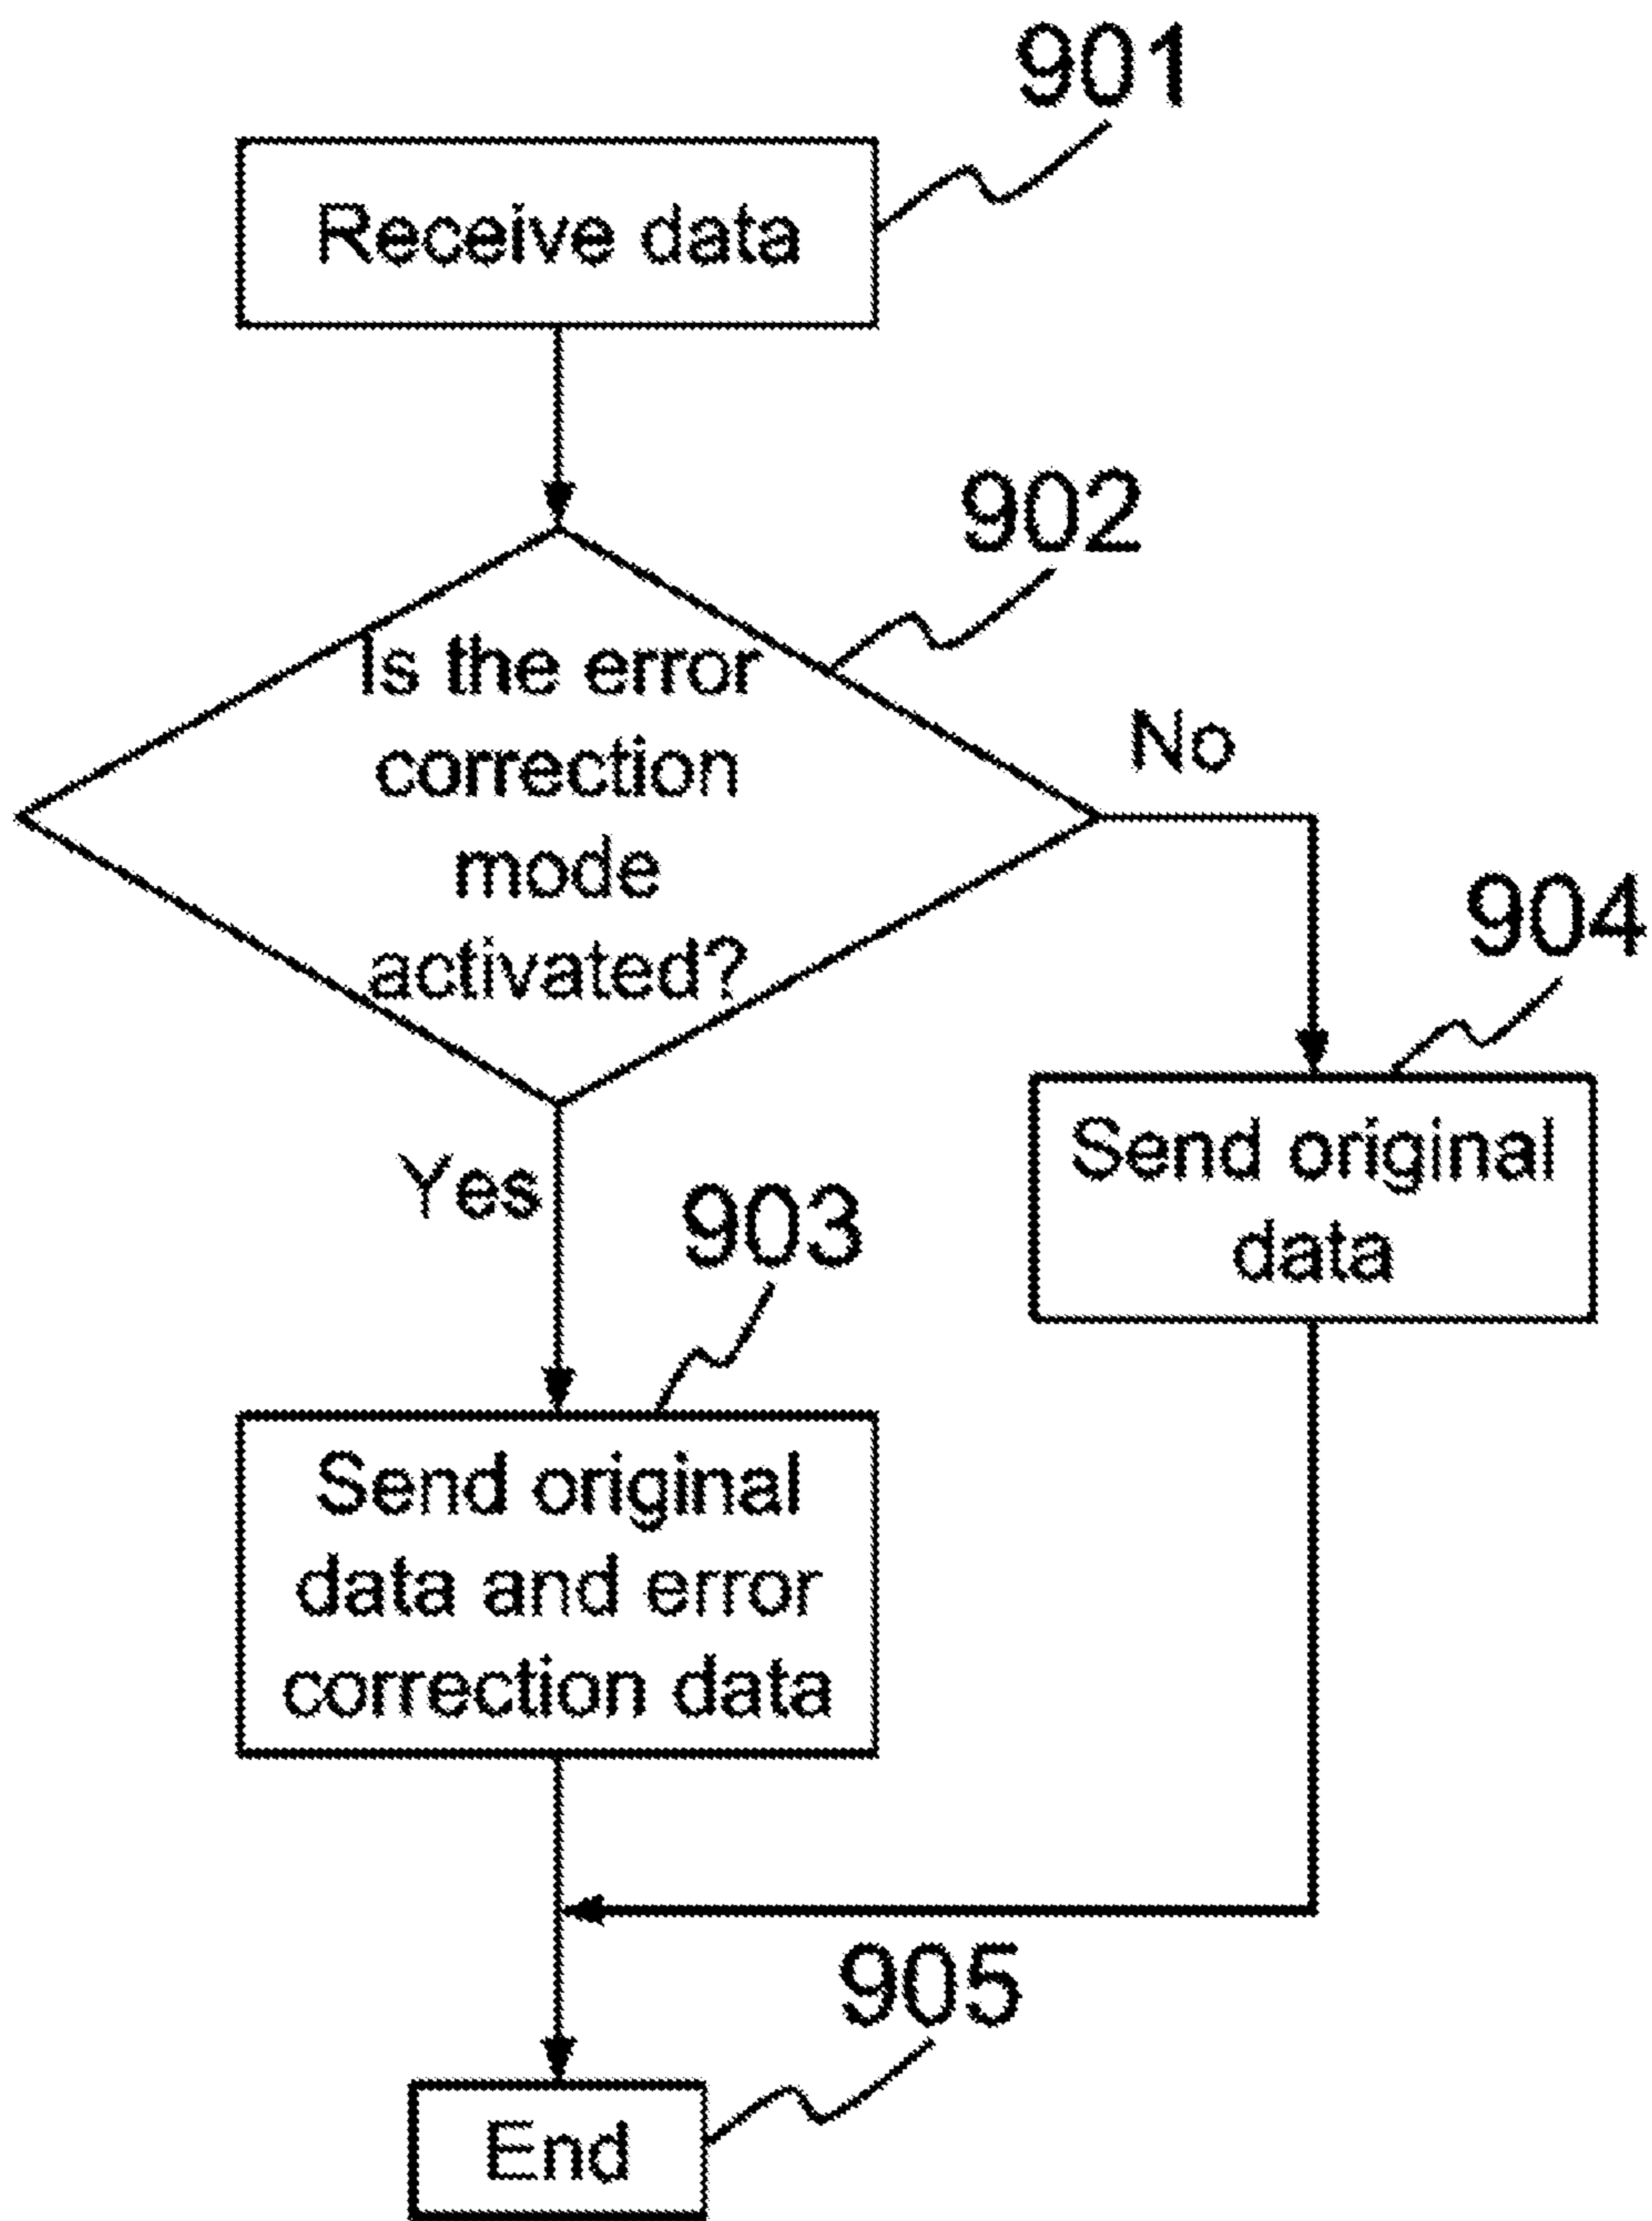 901
Receive data
902
Is the error
correction
mode
activated?
No
904
Send original
data
Yes
903
Send original
data and error
correction data
905
End